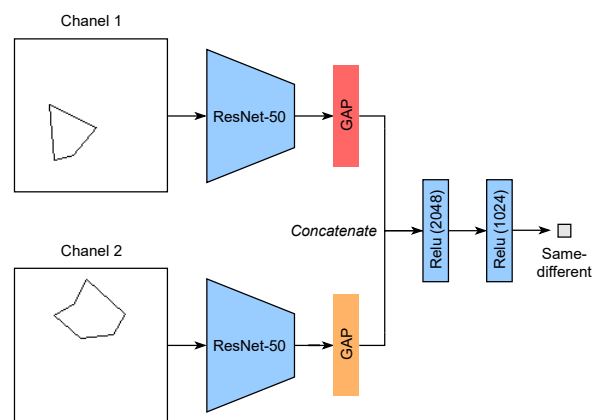 Chanel 1
ResNet-50
GAP
Concatenate
Relu (2048)
Relu (1024)
Same-
different
Chanel 2
ResNet-50
GAP